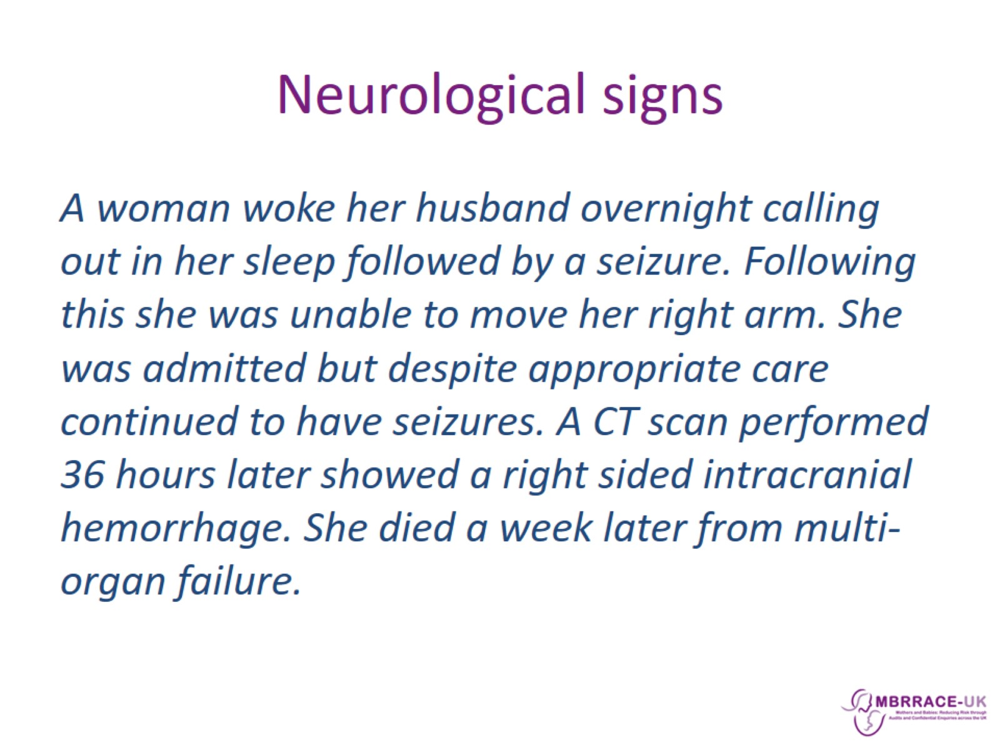 Neurological signs
A woman woke her husband overnight calling
out in her sleep followed by a seizure. Following
this she was unable to move her right arm. She
was admitted but despite appropriate care
continued to have seizures. A CT scan performed
36 hours later showed a right sided intracranial
hemorrhage. She died a week later from multi-
organ failure.
MBRRACE-UK
Mothers and Babies: Reducing Risk through
Audits and Confidential Enquiries across the UK